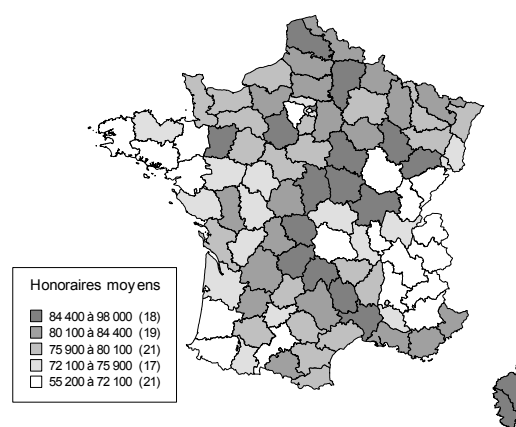 Honoraires moyens
84 400 à 98 000 (18)
80 100 à 84 400 (19)
75 900 à 80 100 (21)
72 100 à 75 900 (17)
55 200 à 72 100 (21)